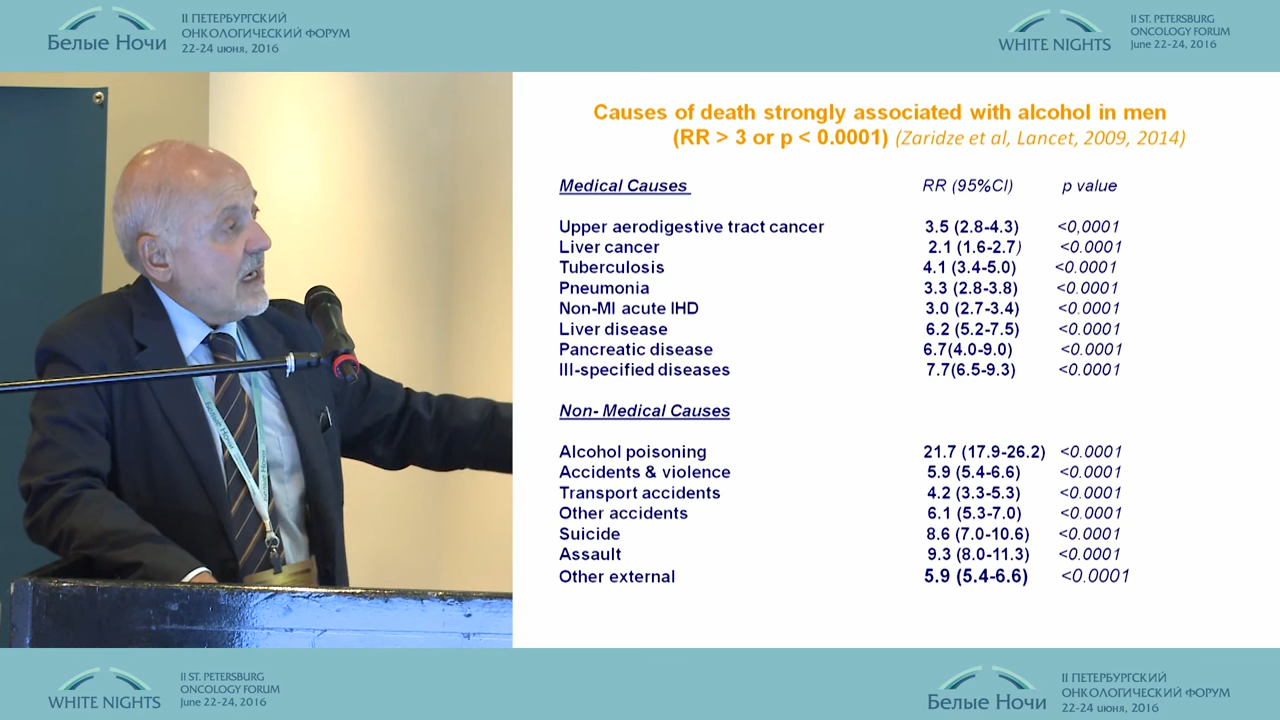 Белые Ночи
II ПЕТЕРБУРГСКИЙ
ОНКОЛОГИЧЕСКИЙ ФОРУМ
22-24 июня, 2016
WHITE NIGHTS
II ST. PETERSBURG
ONCOLOGY FORUM
June 22-24, 2016
Causes of death strongly associated with alcohol in men
(RR > 3 or p < 0.0001) (Zaridze et al, Lancet, 2009, 2014)
Medical Causes RR (95%CI) p value
Upper aerodigestive tract cancer 3.5 (2.8-4.3) <0,0001
Liver cancer 2.1 (1.6-2.7) <0.0001
Tuberculosis 4.1 (3.4-5.0) <0.0001
Pneumonia 3.3 (2.8-3.8) <0.0001
Non-MI acute IHD 3.0 (2.7-3.4) <0.0001
Liver disease 6.2 (5.2-7.5) <0.0001
Pancreatic disease 6.7(4.0-9.0) <0.0001
Ill-specified diseases 7.7(6.5-9.3) <0.0001
Non- Medical Causes
Alcohol poisoning 21.7 (17.9-26.2) <0.0001
Accidents & violence 5.9 (5.4-6.6) <0.0001
Transport accidents 4.2 (3.3-5.3) <0.0001
Other accidents 6.1 (5.3-7.0) <0.0001
Suicide 8.6 (7.0-10.6) <0.0001
Assault 9.3 (8.0-11.3) <0.0001
Other external 5.9 (5.4-6.6) <0.0001
Белые Ночи
Белые Ночи
WHITE NIGHTS
II ST. PETERSBURG
ONCOLOGY FORUM
June 22-24, 2016
Белые Ночи
II ПЕТЕРБУРГСКИЙ
ОНКОЛОГИЧЕСКИЙ ФОРУМ
22-24 июня, 2016